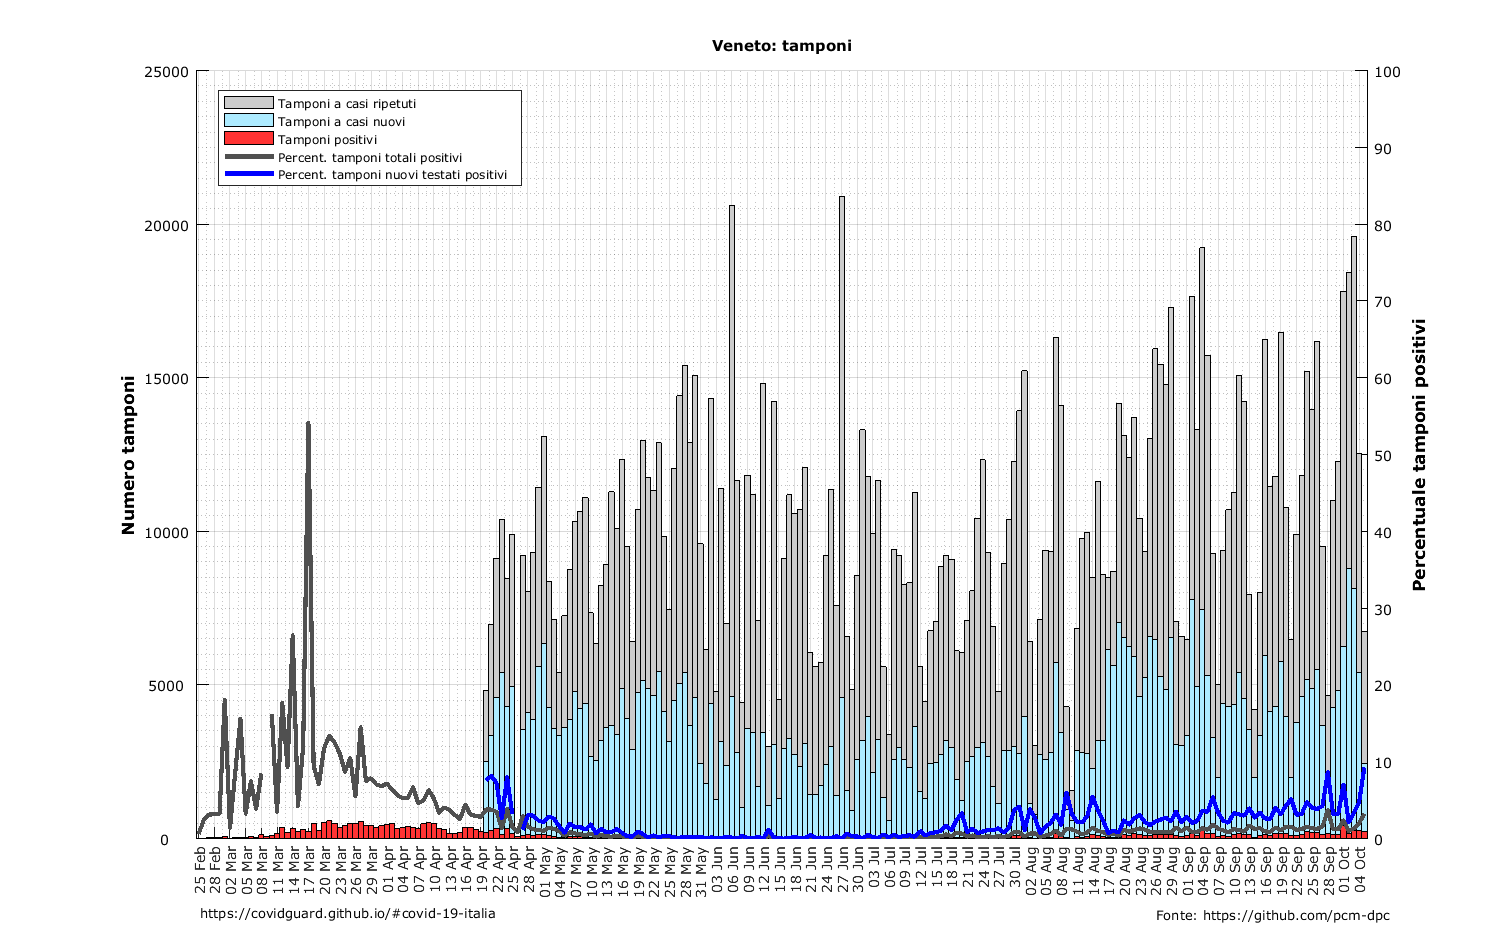 Veneto: tamponi
25000
20000
15000
10000
5000
0
Numero tamponi
Tamponi a casi ripetuti
Tamponi a casi nuovi
Tamponi positivi
Percent. tamponi totali positivi
Percent. tamponi nuovi testati positivi
100
90
80
70
60
50
40
30
20
10
0
Percentuale tamponi positivi
25 Feb
28 Feb
02 Mar
05 Mar
08 Mar
11 Mar
14 Mar
17 Mar
20 Mar
23 Mar
26 Mar
29 Mar
01 Apr
04 Apr
07 Apr
10 Apr
13 Apr
16 Apr
19 Apr
22 Apr
25 Apr
28 Apr
01 May
04 May
07 May
10 May
13 May
16 May
19 May
22 May
25 May
28 May
31 May
03 Jun
06 Jun
09 Jun
12 Jun
15 Jun
18 Jun
21 Jun
24 Jun
27 Jun
30 Jun
03 Jul
06 Jul
09 Jul
12 Jul
15 Jul
18 Jul
21 Jul
24 Jul
27 Jul
30 Jul
02 Aug
05 Aug
08 Aug
11 Aug
14 Aug
17 Aug
20 Aug
23 Aug
26 Aug
29 Aug
01 Sep
04 Sep
07 Sep
10 Sep
13 Sep
16 Sep
19 Sep
22 Sep
25 Sep
28 Sep
01 Oct
04 Oct
https://covidguard.github.io/#covid-19-italia
Fonte: https://github.com/pcm-dpc